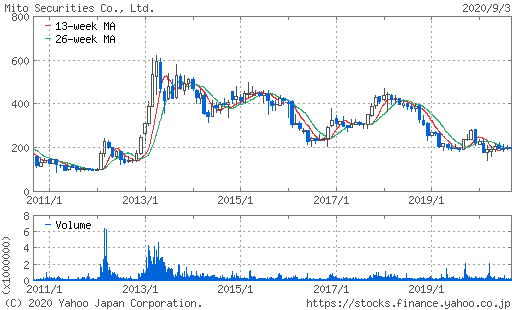 Mito Securities Co., Ltd. 2020/9/3
800
13-week MA
26-week MA
600
400
200
0
2011/1 2013/1 2015/1 2017/1 2019/1
8
Volume
6
4
2
0
(x1000000)
2011/1 2013/1 2015/1 2017/1 2019/1
(C) 2020 Yahoo Japan Corporation. https://stocks.finance.yahoo.co.jp/